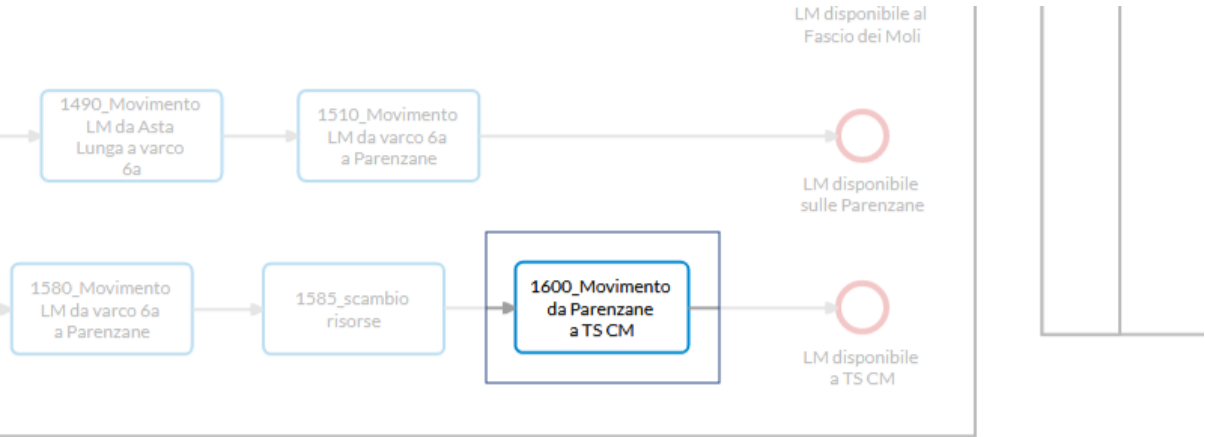 LM disponibile al
Fascio dei Moli
1490_Movimento
LM da Asta
Lunga a varco
6a
1510_Movimento
LM da varco 6a
a Parenzane
LM disponibile
sulle Parenzane
1580_Movimento
LM da varco 6a
a Parenzane
1585_scambio
risorse
1600_Movimento
da Parenzane
a TS CM
LM disponibile
a TS CM